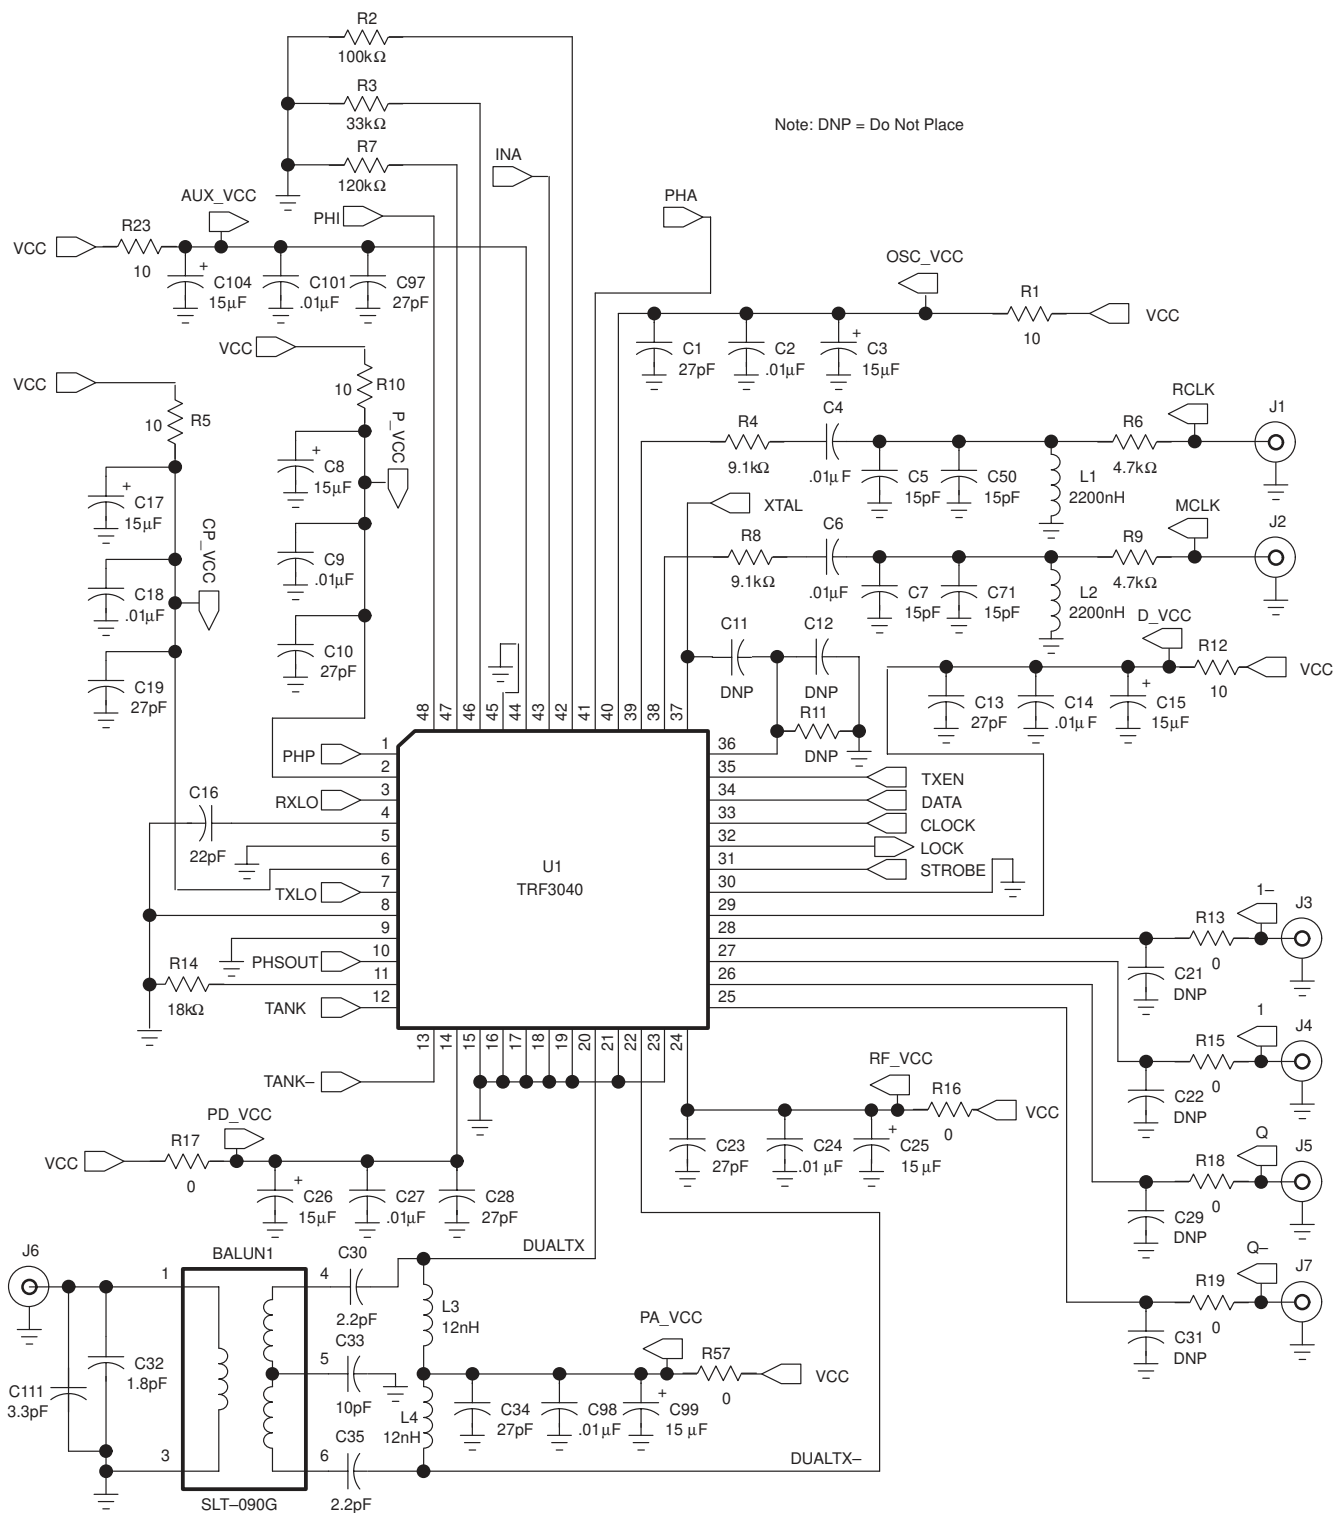 R2
100kΩ
R3
33kΩ
Note: DNP = Do Not Place
R7
120kΩ
INA
AUX_VCC
PHI
PHA
R23
VCC
10
+
C104
15µF
C101
.01µF
C97
27pF
OSC_VCC
R1
VCC
10
C1
27pF
C2
.01µF
+
C3
15µF
VCC
R10
10
P_VCC
VCC
R5
10
+
C8
15µF
+
C17
15µF
C9
.01µF
CP_VCC
C18
.01µF
C10
27pF
C19
27pF
RCLK
J1
R4
9.1kΩ
C4
.01µF
C5
15pF
C50
15pF
L1
2200nH
R6
4.7kΩ
XTAL
MCLK
J2
R8
9.1kΩ
C6
.01µF
C7
15pF
C71
15pF
L2
2200nH
R9
4.7kΩ
D_VCC
R12
VCC
10
C11
DNP
C12
DNP
R11
DNP
C13
27pF
C14
.01µF
+
C15
15µF
48 47 46 45 44 43 42 41 40 39 38 37
PHP 1
2
RXLO 3
C16
22pF
4
5
6
TXLO 7
8
9
PHSOUT 10
R14
18kΩ
11
TANK 12
U1
TRF3040
36
35 TXEN
34 DATA
33 CLOCK
32 LOCK
31 STROBE
30
29
28
27
26
25
13 14 15 16 17 18 19 20 21 22 23 24
TANK–
1–
R13
0
J3
C21
DNP
1
R15
0
J4
C22
DNP
Q
R18
0
J5
C29
DNP
Q–
R19
0
J7
C31
DNP
RF_VCC
R16
0
VCC
C23
27pF
C24
.01µF
+
C25
15µF
PD_VCC
R17
VCC
0
+
C26
15µF
C27
.01µF
C28
27pF
DUALTX
J6
BALUN1
1
4
C30
2.2pF
L3
12nH
C32
1.8pF
C111
3.3pF
5
C33
10pF
PA_VCC
R57
VCC
0
L4
12nH
C34
27pF
C98
.01µF
+
C99
15µF
3
6
C35
2.2pF
DUALTX–
SLT–090G